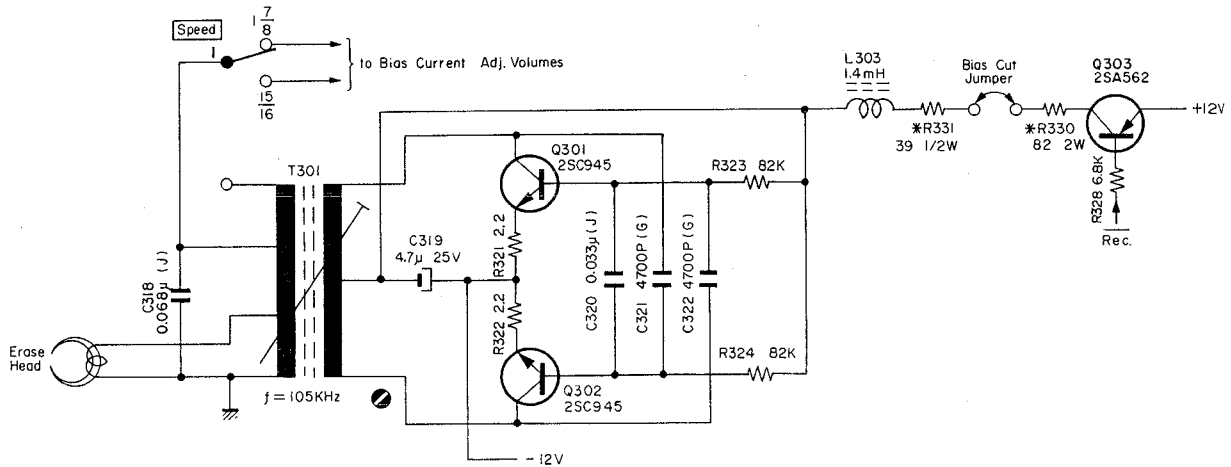 Speed
1 7/8
15/16
to Bias Current Adj. Volumes
T301
C318
0.068μ (J)
Erase
Head
f = 105KHz
C319
4.7μ 25V
Q301
2SC945
R321 2.2
R322 2.2
Q302
2SC945
-12V
C320 0.033μ(J)
C321 4700P(G)
C322 4700P(G)
R323 82K
R324 82K
L303
1.4mH
*R331
39 1/2W
Bias Cut
Jumper
*R330
82 2W
Q303
2SA562
+12V
R328 6.8K
Rec.